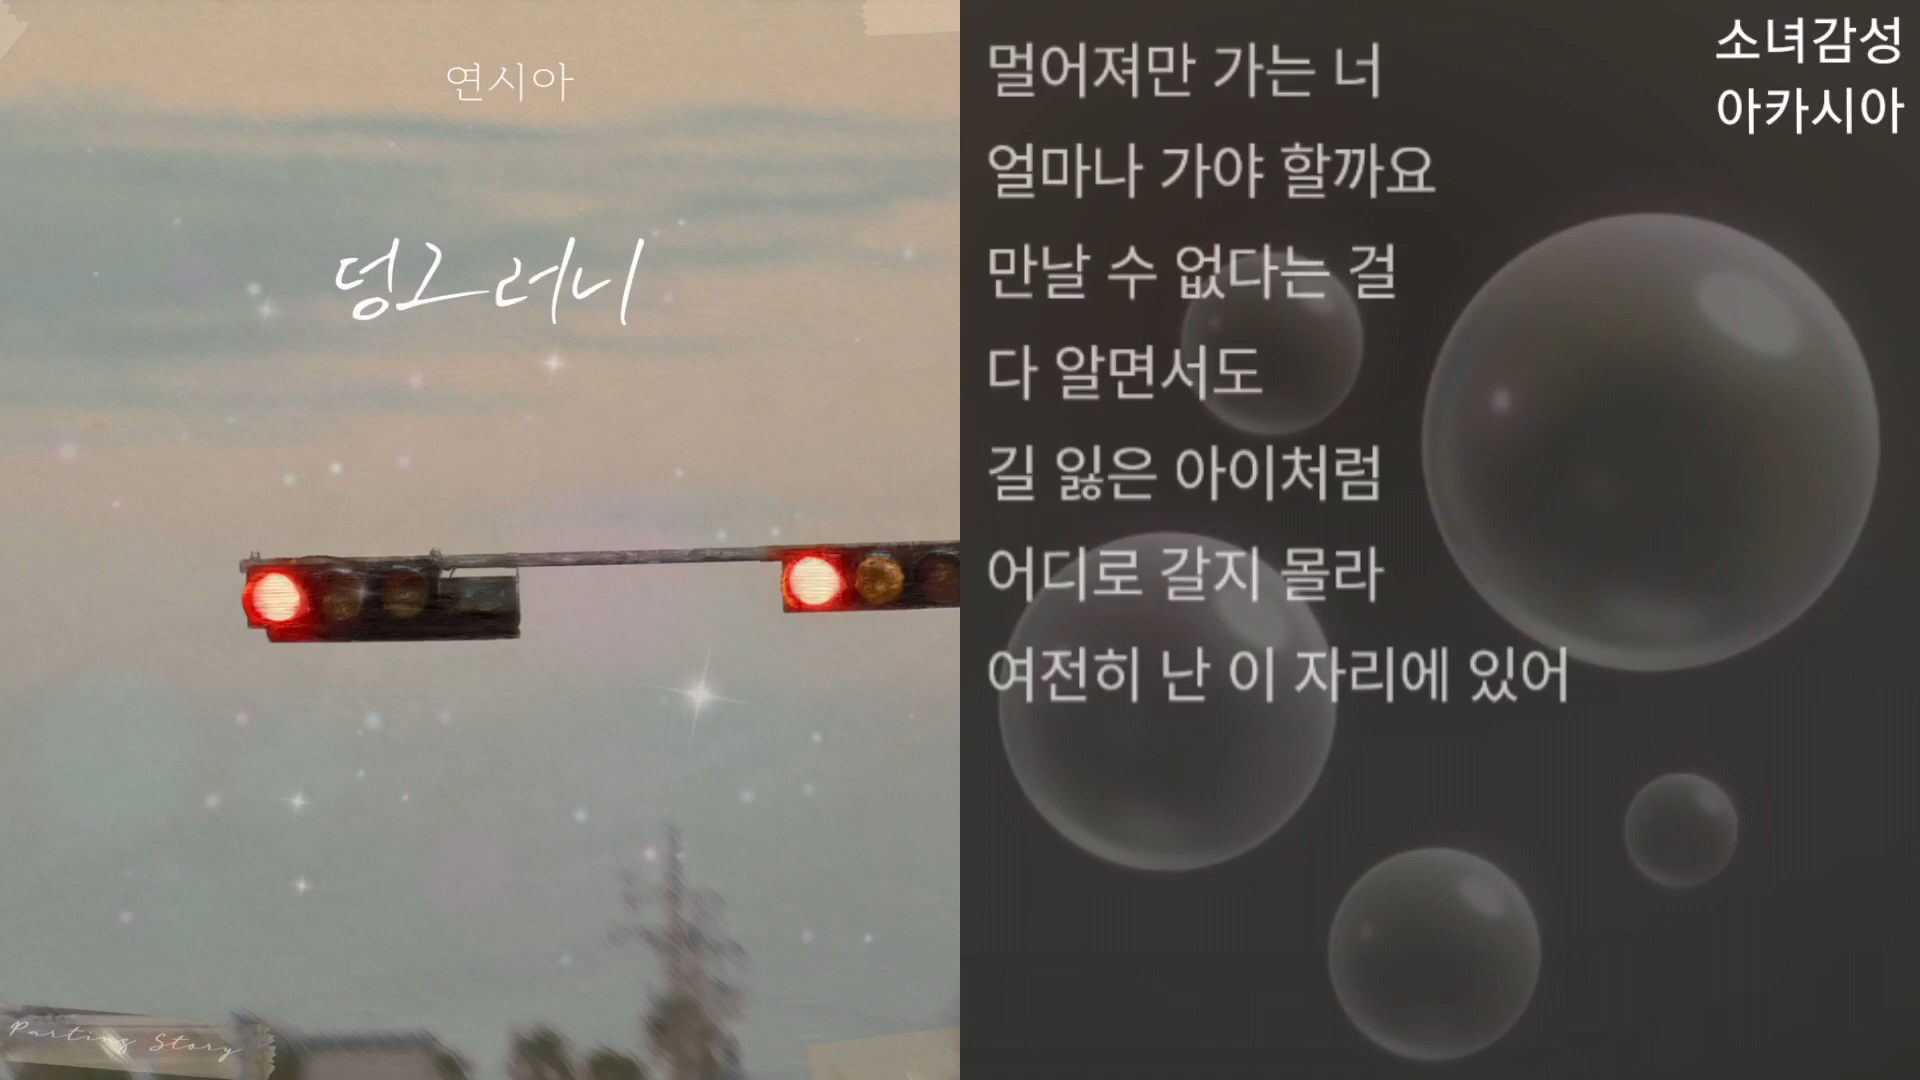 연시아
덩그러니
Parting Story
소녀감성
아카시아
멀어져만 가는 너
얼마나 가야 할까요
만날 수 없다는 걸
다 알면서도
길 잃은 아이처럼
어디로 갈지 몰라
여전히 난 이 자리에 있어